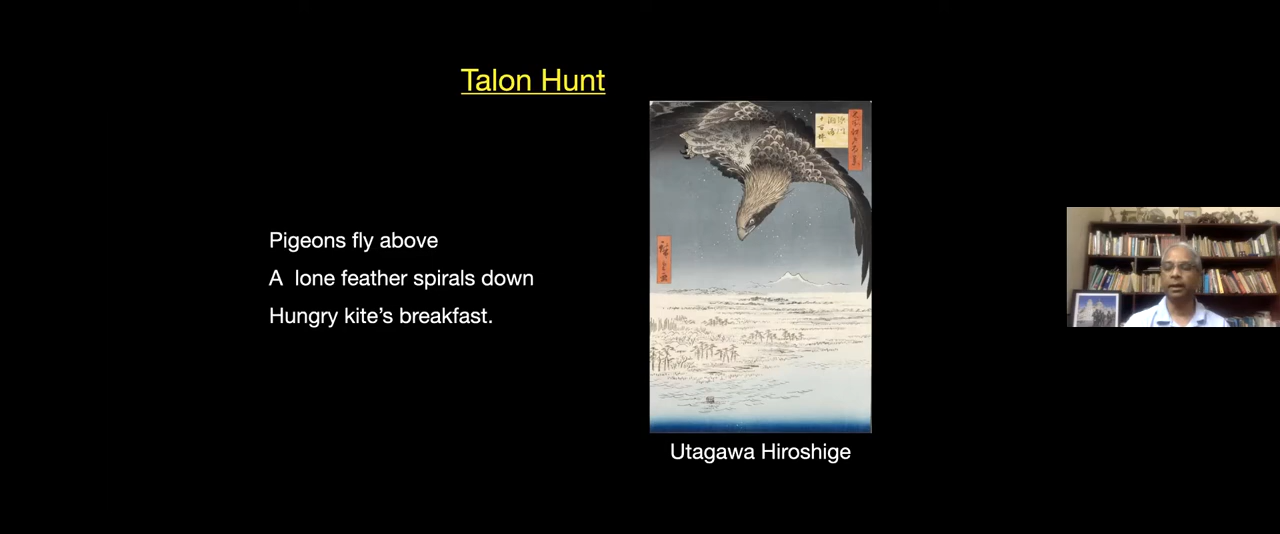 Talon Hunt
Pigeons fly above
A  lone feather spirals down
Hungry kite’s breakfast.
Utagawa Hiroshige